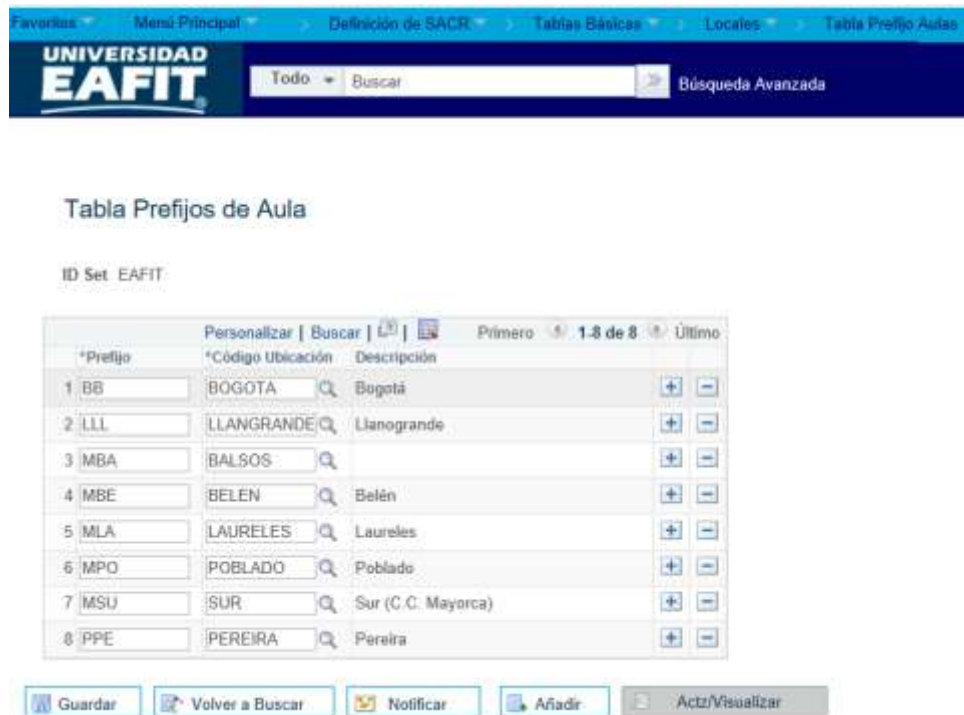 Favoritos Menú Principal Definición de SACR Tablas Básicas Locales Tabla Prefijo Aulas
UNIVERSIDAD
EAFIT
Todo Buscar Búsqueda Avanzada
Tabla Prefijos de Aula
ID Set EAFIT
Personalizar | Buscar | | Primero 1-8 de 8 Último
*Prefijo *Código Ubicación Descripción
1 BB BOGOTA Bogotá
2 LLL LLANGRANDE Llanogrande
3 MBA BALSOS
4 MBE BELEN Belén
5 MLA LAURELES Laureles
6 MPO POBLADO Poblado
7 MSU SUR Sur (C.C. Mayorca)
8 PPE PEREIRA Pereira
Guardar Volver a Buscar Notificar Añadir Actz/Visualizar